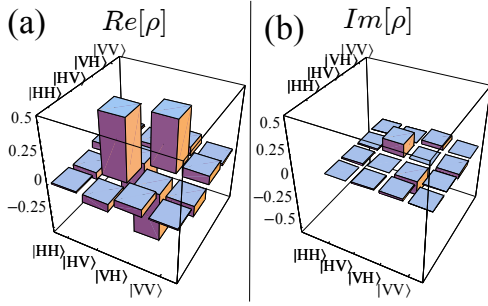 (a) Re[ρ]
|VV⟩
|VH⟩
|HV⟩
|HH⟩
0.5
0.25
0
−0.25
|HH⟩
|HV⟩
|VH⟩
|VV⟩
(b) Im[ρ]
|VV⟩
|VH⟩
|HV⟩
|HH⟩
0.5
0.25
0
−0.25
−0.5
|HH⟩
|HV⟩
|VH⟩
|VV⟩